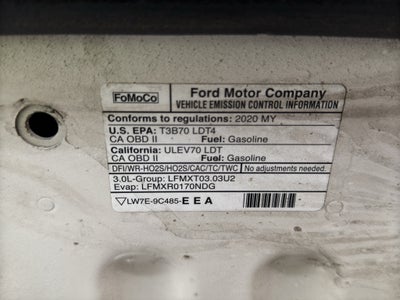 FoMoCo
Ford Motor Company
VEHICLE EMISSION CONTROL INFORMATION
Conforms to regulations: 2020 MY
U.S. EPA: T3B70 LDT4
CA OBD II Fuel: Gasoline
California: ULEV70 LDT
CA OBD II Fuel: Gasoline
DFI/WR-HO2S/HO2S/CAC/TC/TWC No adjustments needed.
3.0L-Group: LFMXT03.03U2
Evap: LFMXR0170NDG
LW7E-9C485-EEA